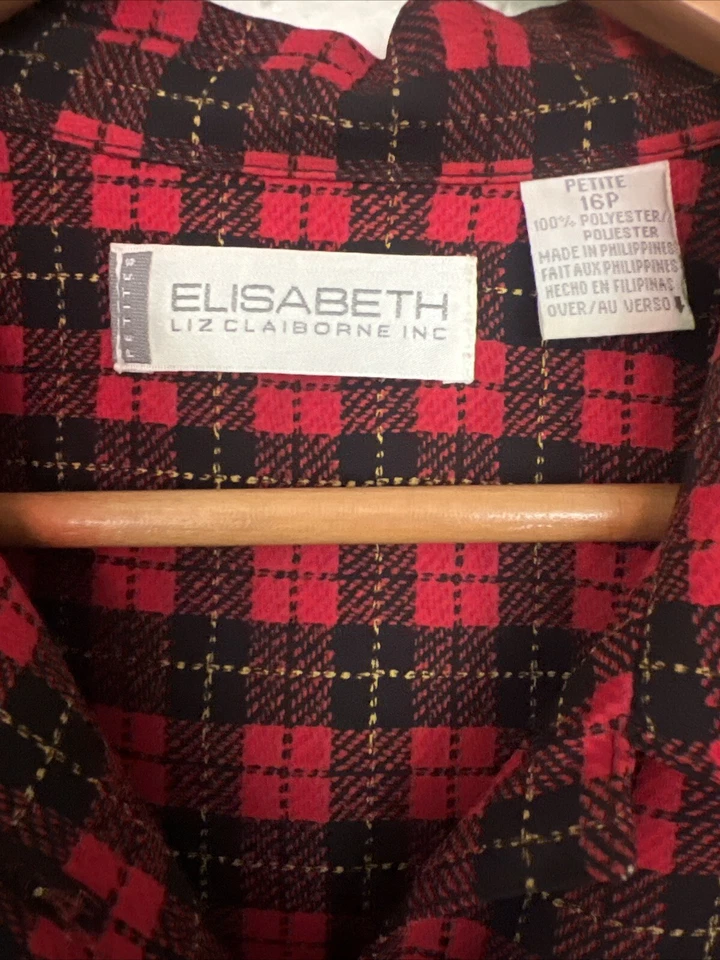 PETITES
ELISABETH
LIZ CLAIBORNE INC
PETITE
16P
100% POLYESTER/
POLIESTER
MADE IN PHILIPPINES
FAIT AUX PHILIPPINES
HECHO EN FILIPINAS
OVER/AU VERSO